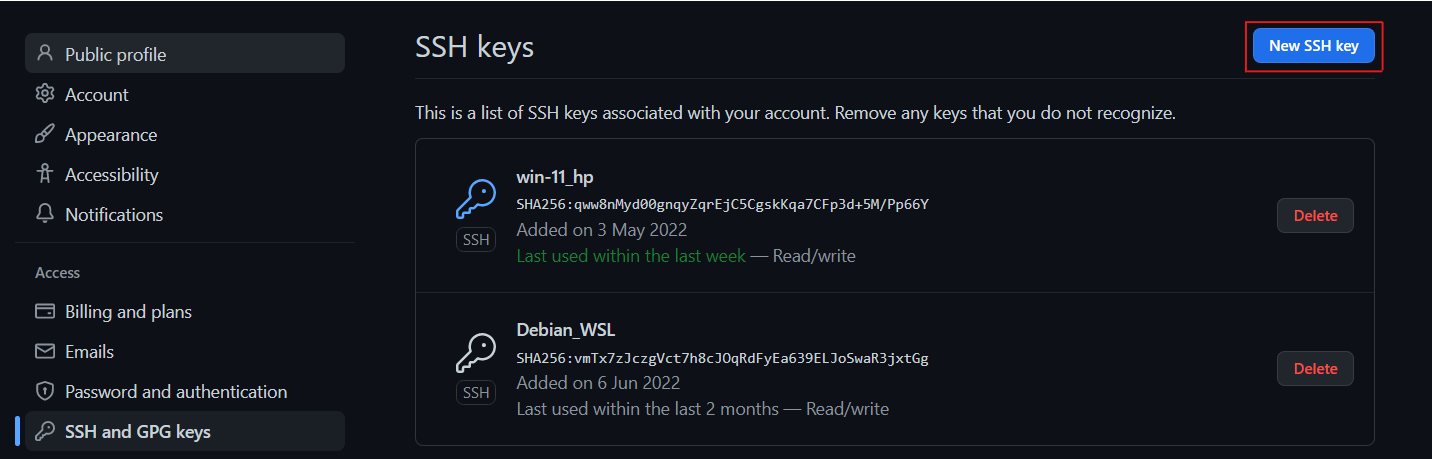 Public profile
Account
Appearance
Accessibility
Notifications
Access
Billing and plans
Emails
Password and authentication
SSH and GPG keys
SSH keys
New SSH key
This is a list of SSH keys associated with your account. Remove any keys that you do not recognize.
win-11_hp
SHA256:qww8nMyd00gnqyZqrEjC5CgskKqa7CFp3d+5M/Pp66Y
SSH
Added on 3 May 2022
Last used within the last week — Read/write
Delete
Debian_WSL
SHA256:vmTx7zJczgVct7h8cJOqRdFyEa639ELJoSwaR3jxtGg
SSH
Added on 6 Jun 2022
Last used within the last 2 months — Read/write
Delete